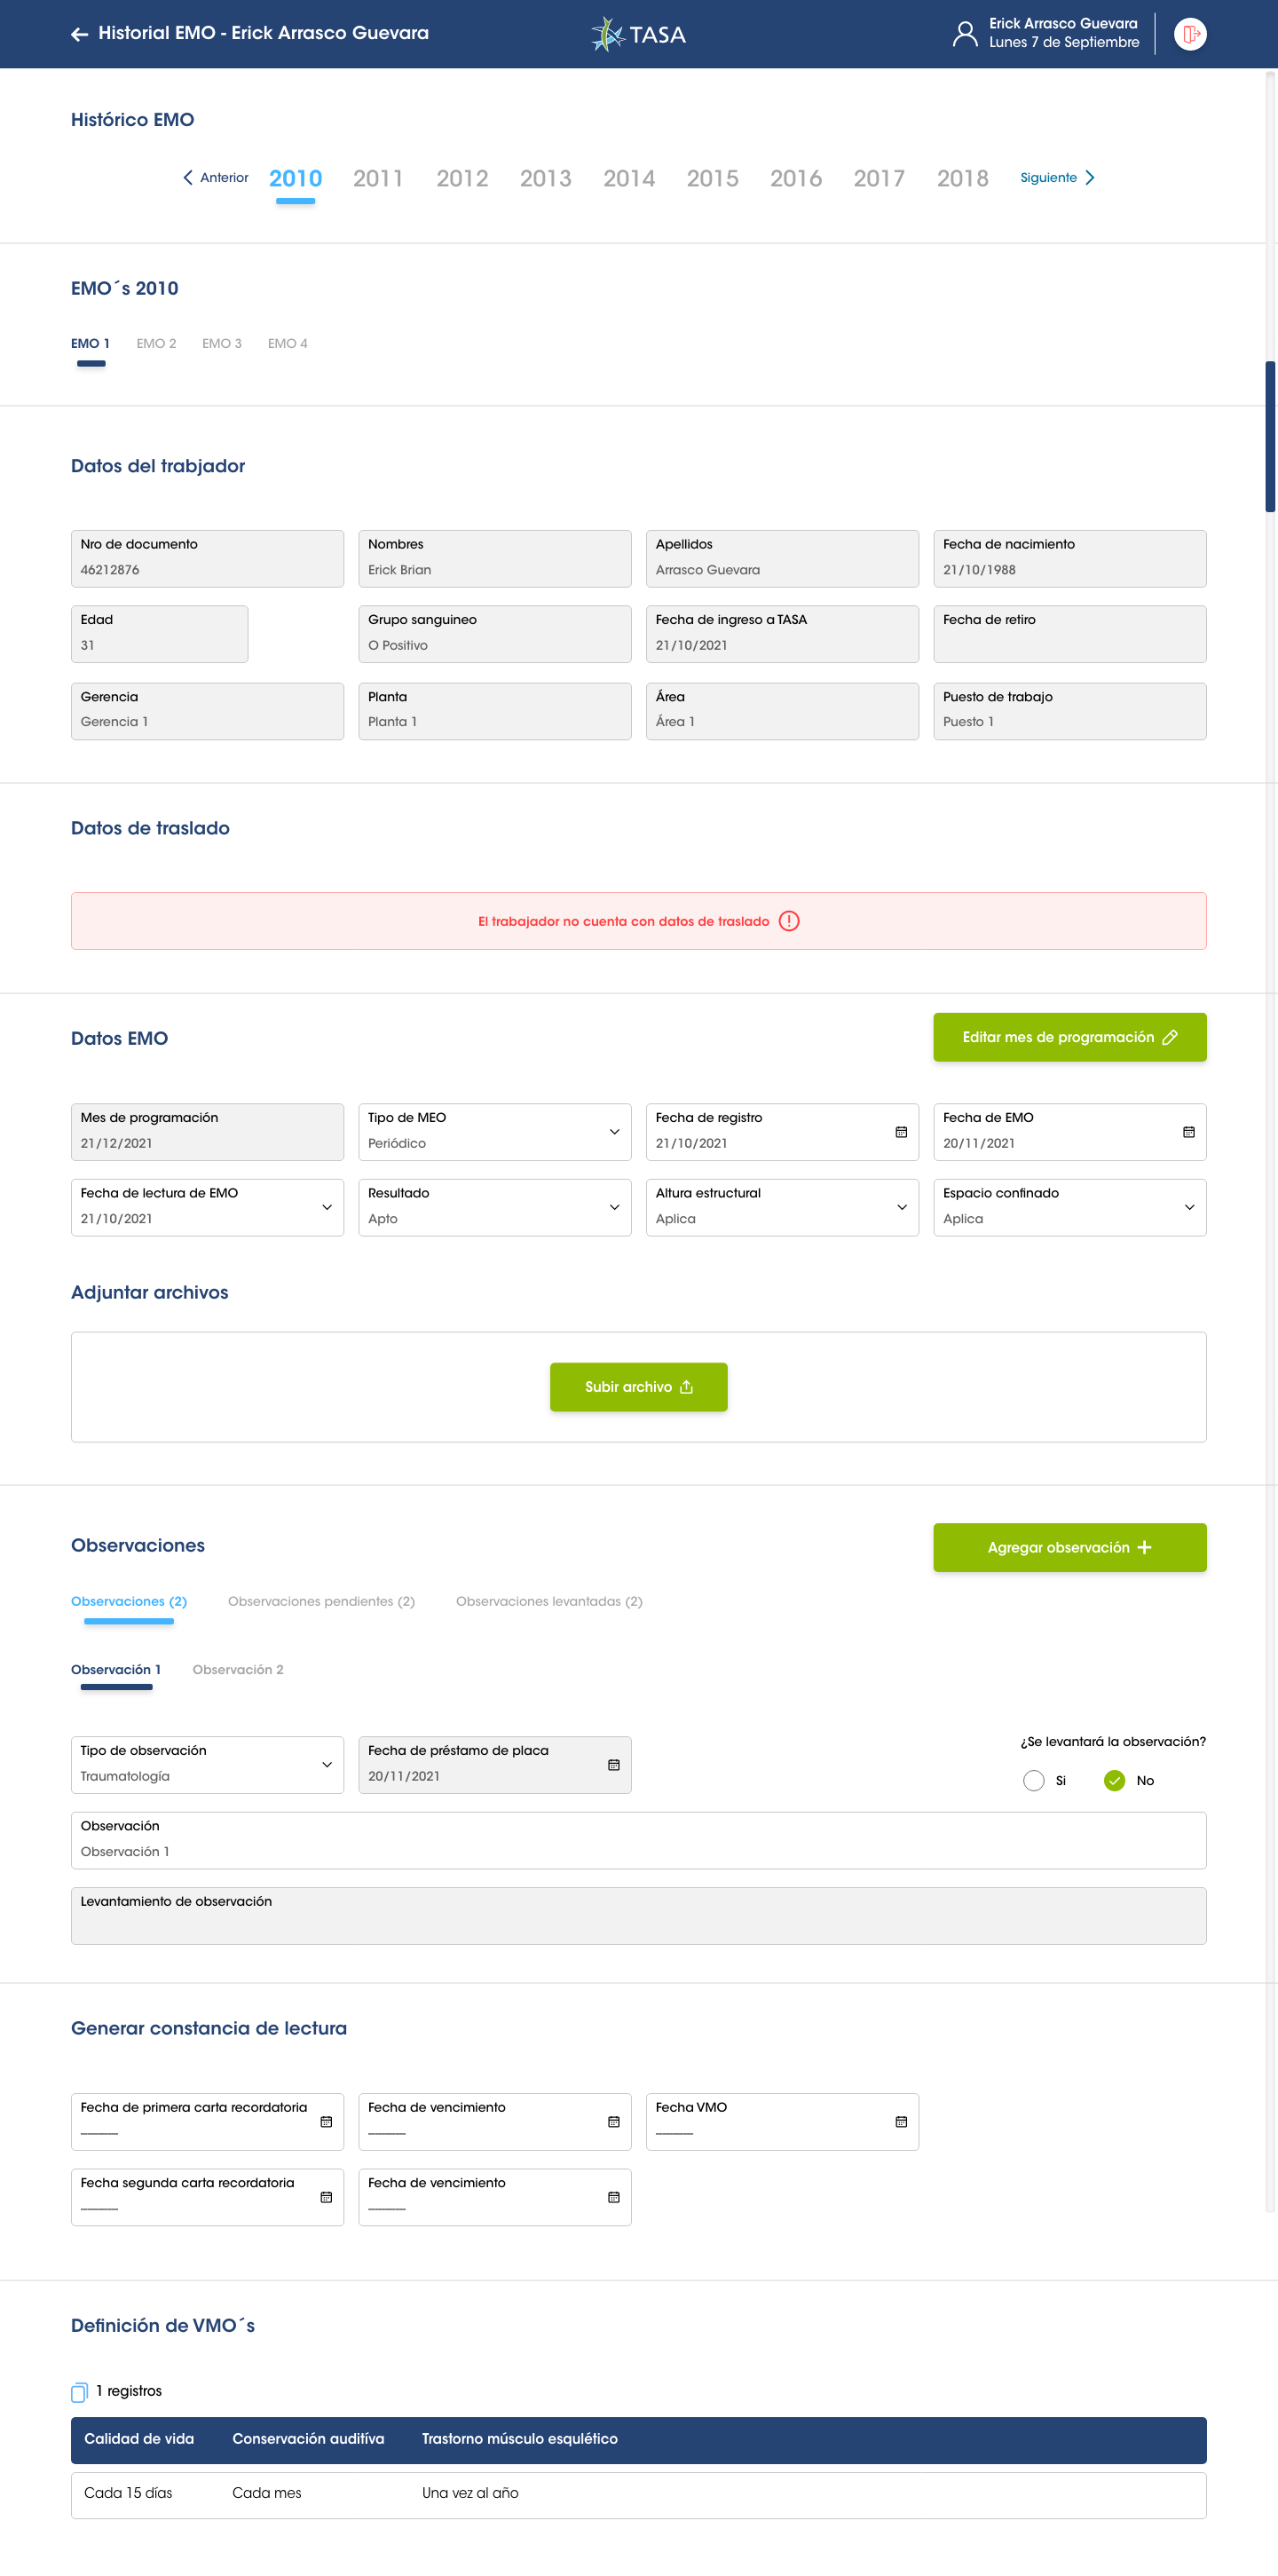 Historial EMO - Erick Arrasco Guevara
TASA
Erick Arrasco Guevara
Lunes 7 de Septiembre
Histórico EMO
Anterior 2010 2011 2012 2013 2014 2015 2016 2017 2018 Siguiente
EMO´s 2010
EMO 1 EMO 2 EMO 3 EMO 4
Datos del trabjador
Nro de documento Nombres Apellidos Fecha de nacimiento
46212876 Erick Brian Arrasco Guevara 21/10/1988
Edad Grupo sanguineo Fecha de ingreso a TASA Fecha de retiro
31 O Positivo 21/10/2021
Gerencia Planta Área Puesto de trabajo
Gerencia 1 Planta 1 Área 1 Puesto 1
Datos de traslado
El trabajador no cuenta con datos de traslado
Datos EMO
Editar mes de programación
Mes de programación Tipo de MEO Fecha de registro Fecha de EMO
21/12/2021 Periódico 21/10/2021 20/11/2021
Fecha de lectura de EMO Resultado Altura estructural Espacio confinado
21/10/2021 Apto Aplica Aplica
Adjuntar archivos
Subir archivo
Observaciones
Agregar observación
Observaciones (2) Observaciones pendientes (2) Observaciones levantadas (2)
Observación 1 Observación 2
¿Se levantará la observación?
Tipo de observación Fecha de préstamo de placa
Traumatología 20/11/2021
Si No
Observación
Observación 1
Levantamiento de observación
Generar constancia de lectura
Fecha de primera carta recordatoria Fecha de vencimiento Fecha VMO
Fecha segunda carta recordatoria Fecha de vencimiento
Definición de VMO´s
1 registros
Calidad de vida Conservación auditíva Trastorno músculo esqulético
Cada 15 días Cada mes Una vez al año